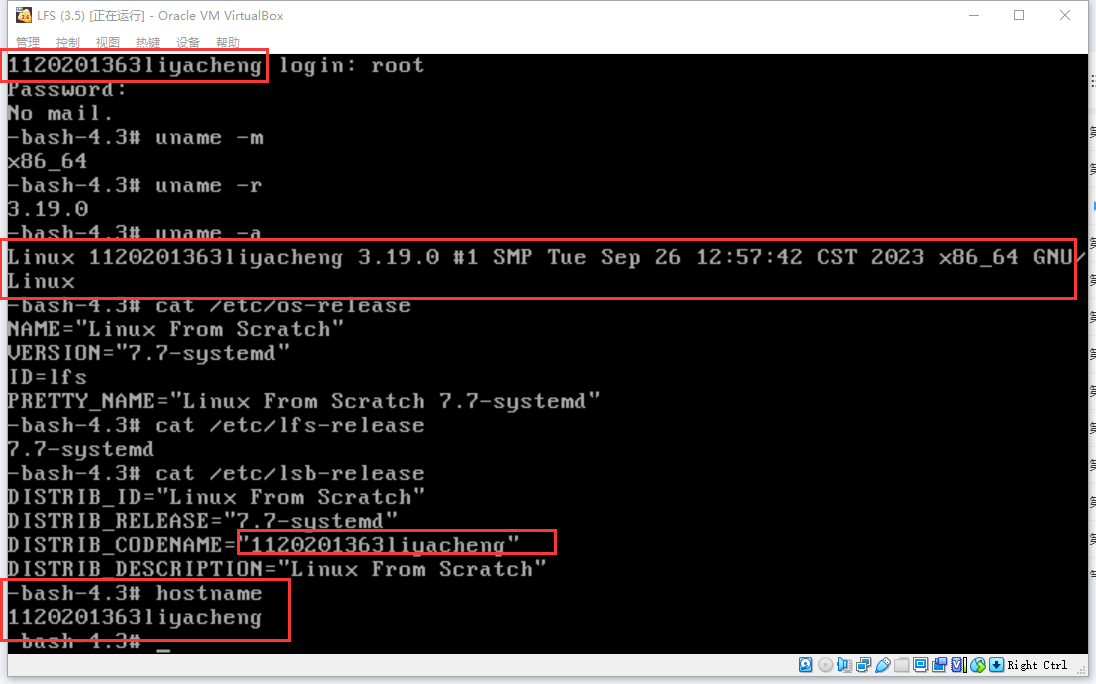 LFS (3.5) [正在运行] - Oracle VM VirtualBox
管理 控制 视图 热键 设备 帮助
1120201363liyacheng login: root
Password:
No mail.
-bash-4.3# uname -m
x86_64
-bash-4.3# uname -r
3.19.0
-bash-4.3# uname -a
Linux 1120201363liyacheng 3.19.0 #1 SMP Tue Sep 26 12:57:42 CST 2023 x86_64 GNU/
Linux
-bash-4.3# cat /etc/os-release
NAME="Linux From Scratch"
VERSION="7.7-systemd"
ID=lfs
PRETTY_NAME="Linux From Scratch 7.7-systemd"
-bash-4.3# cat /etc/lfs-release
7.7-systemd
-bash-4.3# cat /etc/lsb-release
DISTRIB_ID="Linux From Scratch"
DISTRIB_RELEASE="7.7-systemd"
DISTRIB_CODENAME="1120201363liyacheng"
DISTRIB_DESCRIPTION="Linux From Scratch"
-bash-4.3# hostname
1120201363liyacheng
-bash-4.3# _
Right Ctrl